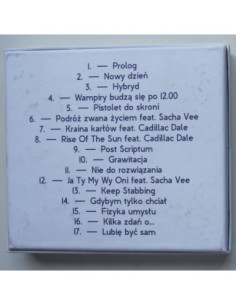 1. — Prolog
2. — Nowy dzień
3. — Hybryd
4. — Wampiry budzą się po 12.00
5. — Pistolet do skroni
6. — Podróż zwana życiem feat. Sacha Vee
7. — Kraina karłów feat. Cadillac Dale
8. — Rise Of The Sun feat. Cadillac Dale
9. — Post Scriptum
10. — Grawitacja
11. — Nie do rozwiązania
12. — Ja Ty My Wy Oni feat. Sacha Vee
13. — Keep Stabbing
14. — Gdybym tylko chciał
15. — Fizyka umysłu
16. — Kilka zdań o...
17. — Lubię być sam